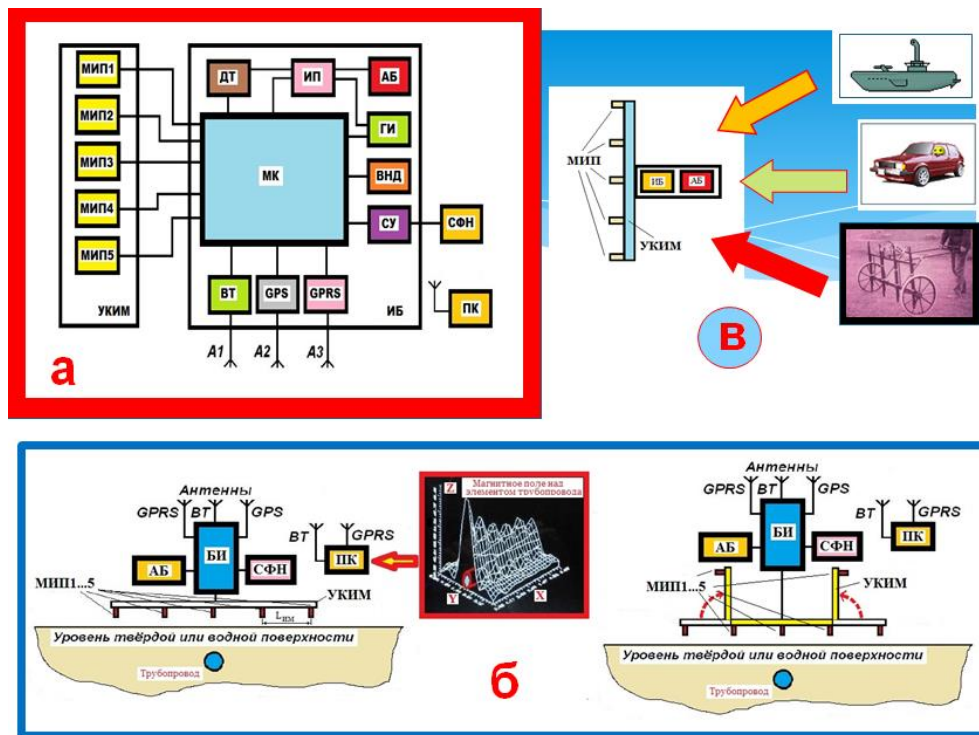 МИП1
МИП2
МИП3
МИП4
МИП5
УКИМ
ДТ
ИП
АБ
ГИ
МК
ВНД
СУ
СФН
ВТ
GPS
GPRS
ИБ
ПК
А1
А2
А3
а
МИП
ИБ
АБ
УКИМ
в
Антенны
GPRS
ВТ
GPS
БИ
АБ
СФН
ВТ
GPRS
ПК
МИП1...5
УКИМ
Lим
Уровень твёрдой или водной поверхности
Трубопровод
Магнитное поле над
элементом трубопровода
Z
Y
X
б
Антенны
GPRS
ВТ
GPS
БИ
АБ
СФН
ВТ
GPRS
ПК
МИП1...5
УКИМ
Уровень твёрдой или водной поверхности
Трубопровод